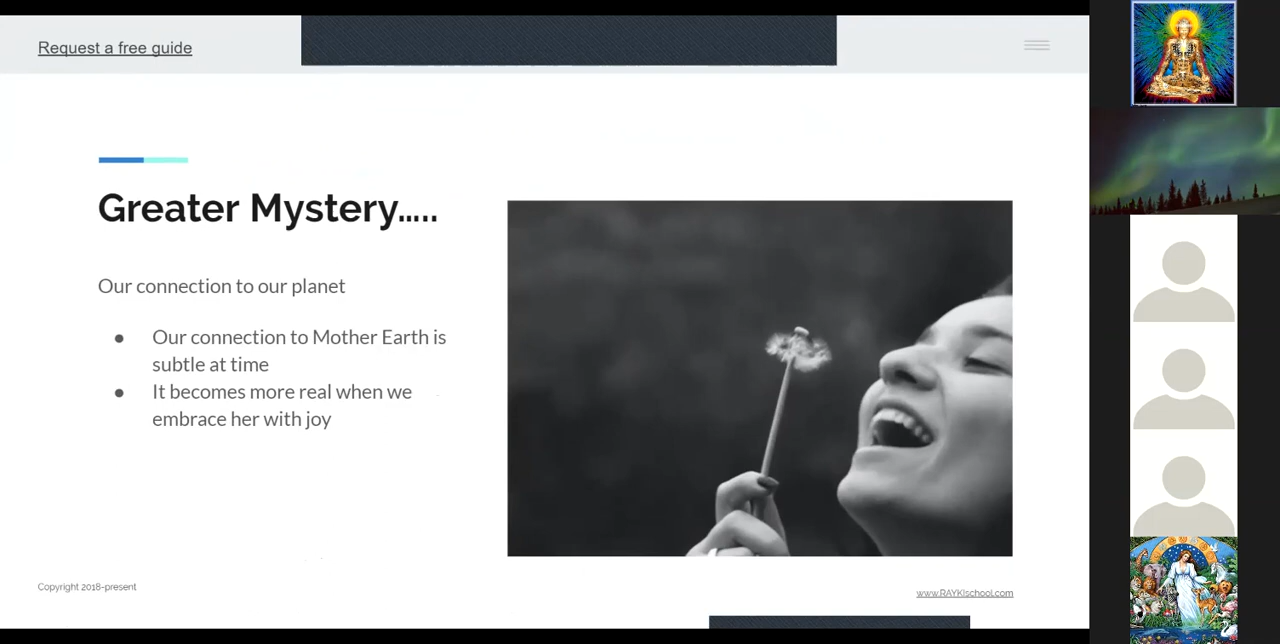 Request a free guide
Greater Mystery.....
Our connection to our planet
● Our connection to Mother Earth is
subtle at time
● It becomes more real when we
embrace her with joy
Copyright 2018-present
www.RAYKIschool.com